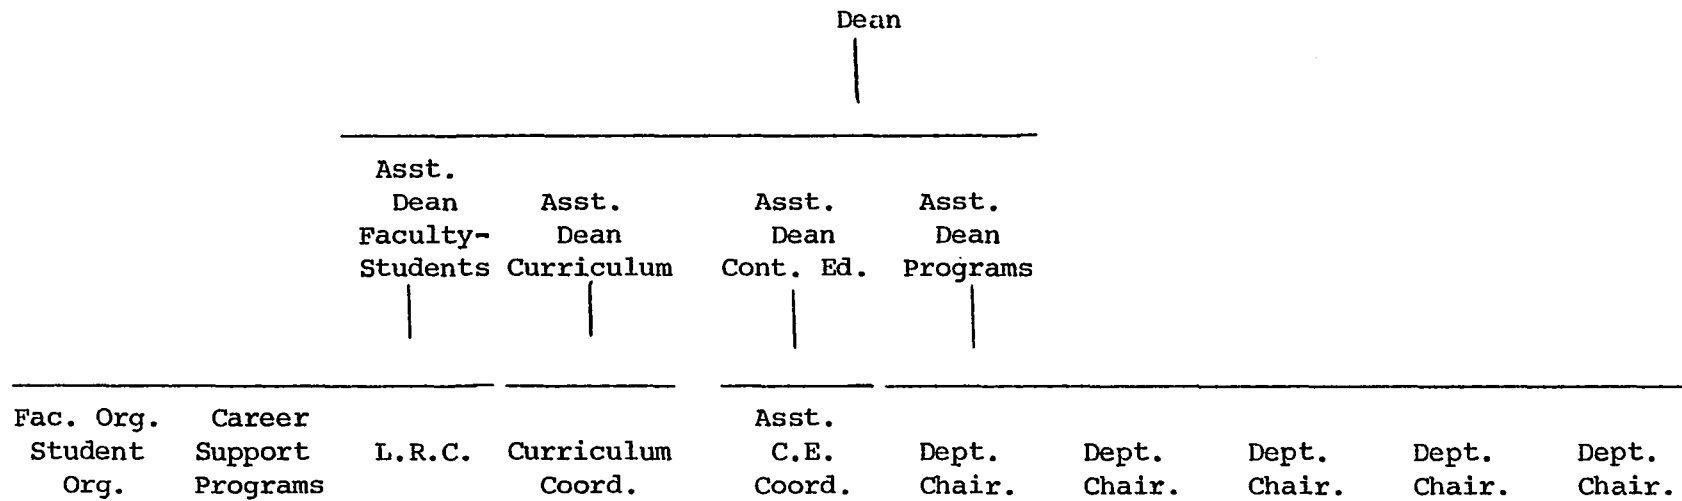 Dean
Asst.
Dean Asst. Asst. Asst.
Faculty- Dean Dean Dean
Students Curriculum Cont. Ed. Programs
Fac. Org. Career Asst.
Student Support L.R.C. Curriculum C.E. Dept. Dept. Dept. Dept. Dept.
Org. Programs Coord. Coord. Chair. Chair. Chair. Chair. Chair.